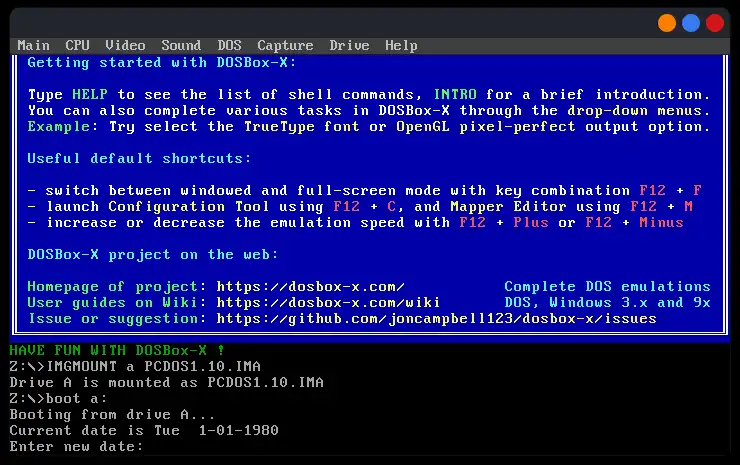 Main CPU Video Sound DOS Capture Drive Help
Getting started with DOSBox-X:
Type HELP to see the list of shell commands, INTRO for a brief introduction.
You can also complete various tasks in DOSBox-X through the drop-down menus.
Example: Try select the TrueType font or OpenGL pixel-perfect output option.
Useful default shortcuts:
- switch between windowed and full-screen mode with key combination F12 + F
- launch Configuration Tool using F12 + C, and Mapper Editor using F12 + M
- increase or decrease the emulation speed with F12 + Plus or F12 + Minus
DOSBox-X project on the web:
Homepage of project: https://dosbox-x.com/ Complete DOS emulations
User guides on Wiki: https://dosbox-x.com/wiki DOS, Windows 3.x and 9x
Issue or suggestion: https://github.com/joncampbell123/dosbox-x/issues
HAVE FUN WITH DOSBox-X !
Z:\>IMGMOUNT a PCDOS1.10.IMA
Drive A is mounted as PCDOS1.10.IMA
Z:\>boot a:
Booting from drive A...
Current date is Tue 1-01-1980
Enter new date: